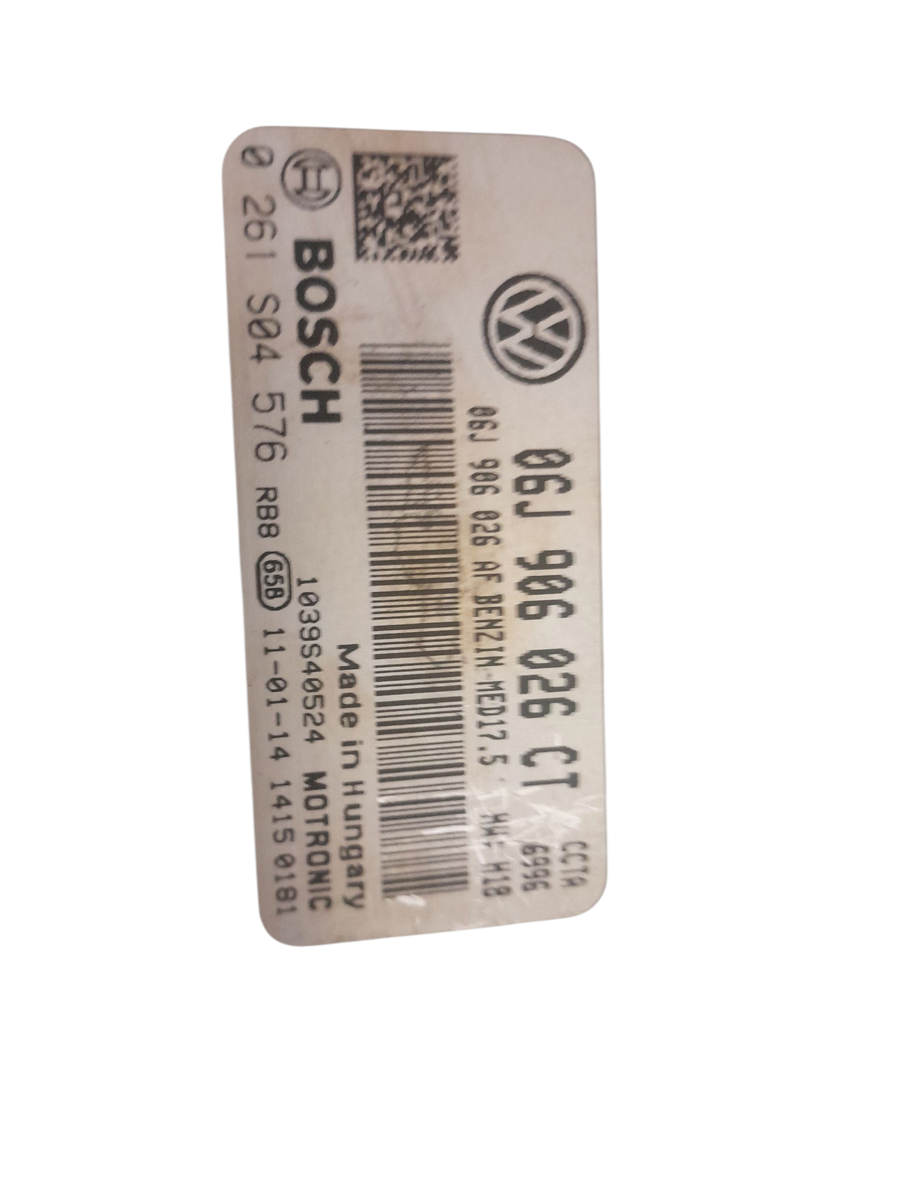 06J 906 026 CT
CCTA
6996
06J 906 026 AF BENZIN-MED17.5 H18
Made in Hungary
BOSCH
1039S40524 MOTRONIC
0 261 S04 576 RB8 658 11-01-14 1415 0181